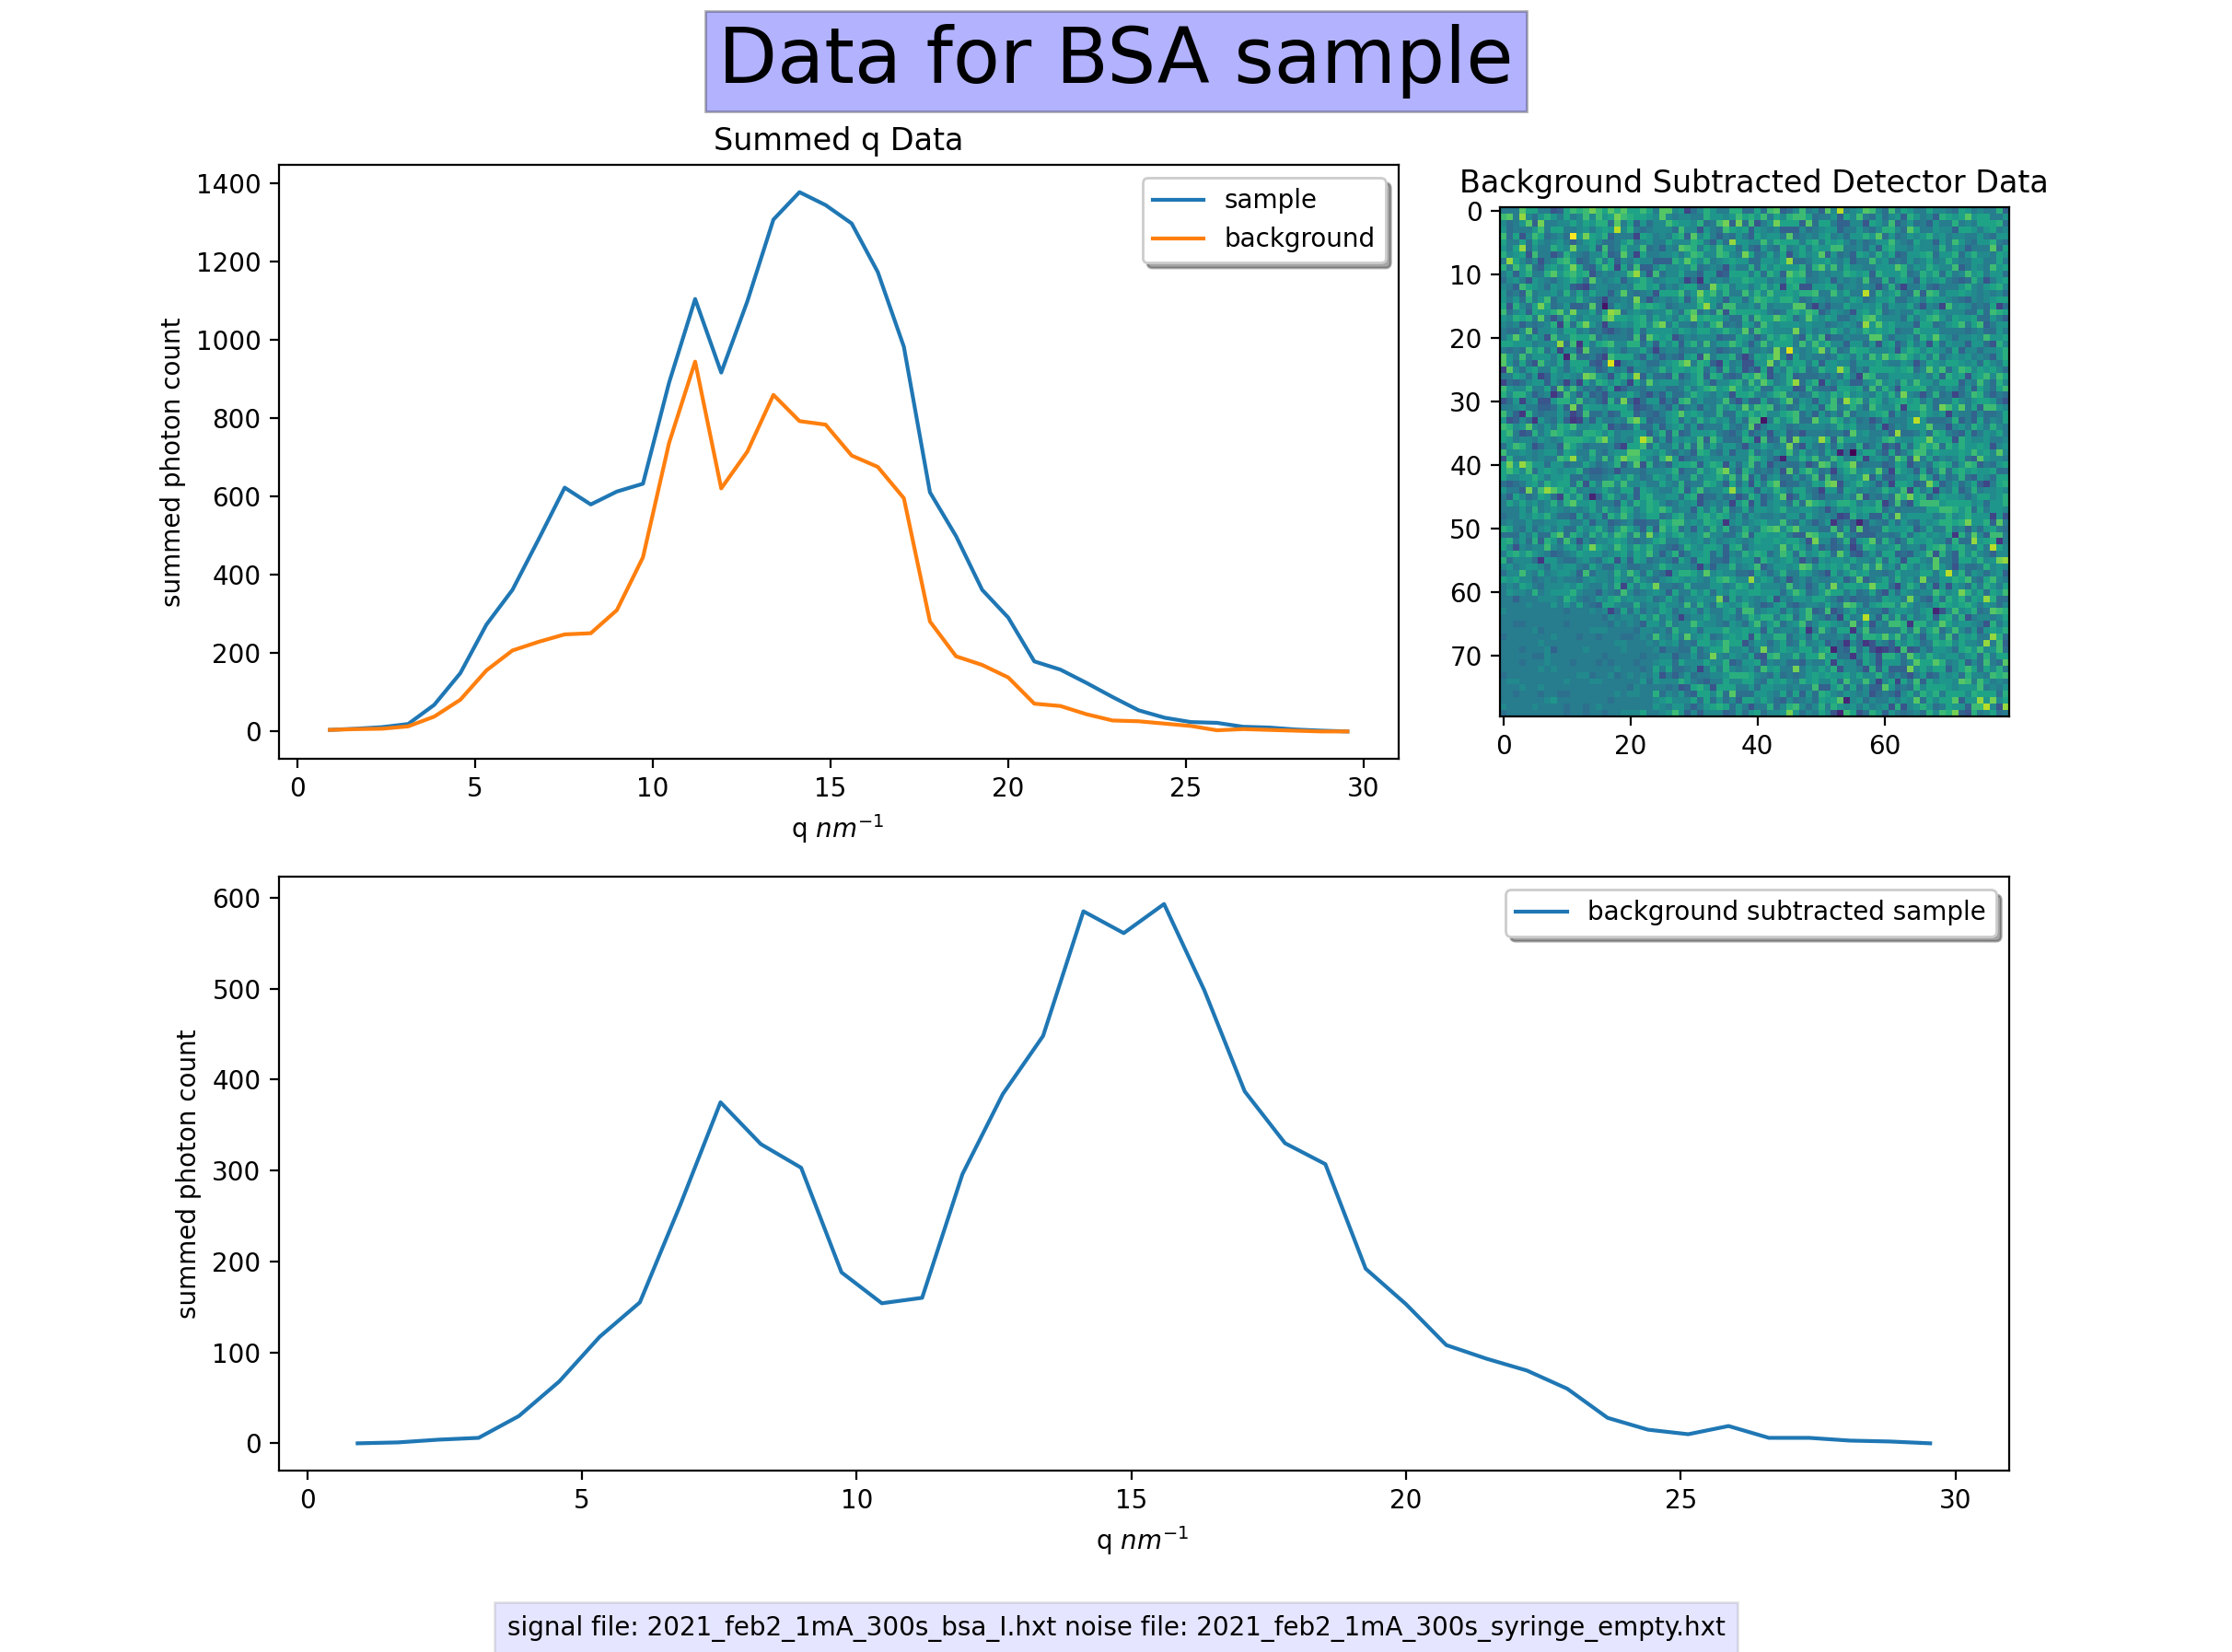 Data for BSA sample
Summed q Data
1400
1200
1000
800
600
400
200
0
summed photon count
sample
background
0 5 10 15 20 25 30
q nm⁻¹
Background Subtracted Detector Data
0
10
20
30
40
50
60
70
0 20 40 60
600
500
400
300
200
100
0
summed photon count
background subtracted sample
0 5 10 15 20 25 30
q nm⁻¹
signal file: 2021_feb2_1mA_300s_bsa_I.hxt noise file: 2021_feb2_1mA_300s_syringe_empty.hxt